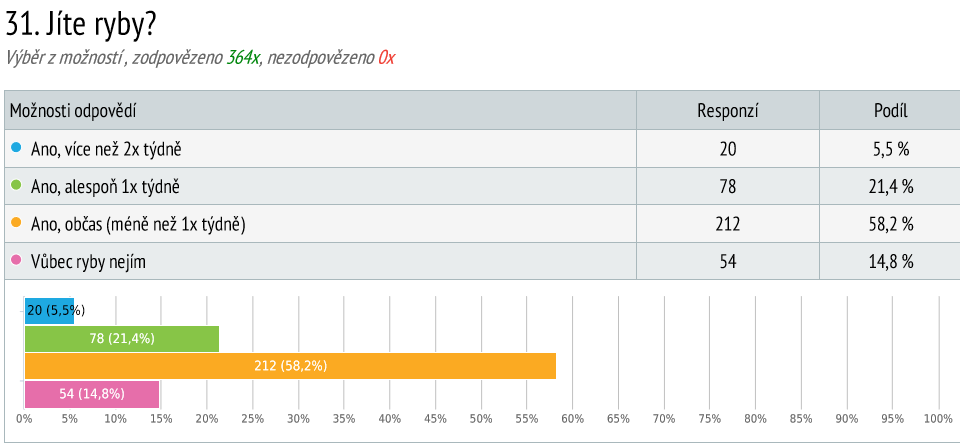 31. Jíte ryby?
Výběr z možností , zodpovězeno 364x, nezodpovězeno 0x
Možnosti odpovědí Responzí Podíl
Ano, více než 2x týdně 20 5,5 %
Ano, alespoň 1x týdně 78 21,4 %
Ano, občas (méně než 1x týdně) 212 58,2 %
Vůbec ryby nejím 54 14,8 %
20 (5,5%)
78 (21,4%)
212 (58,2%)
54 (14,8%)
0% 5% 10% 15% 20% 25% 30% 35% 40% 45% 50% 55% 60% 65% 70% 75% 80% 85% 90% 95% 100%